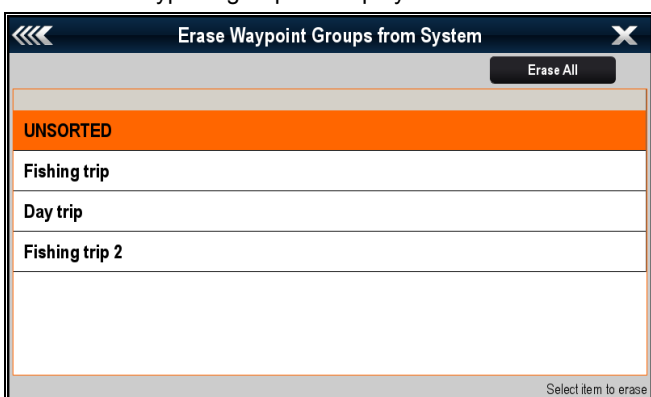 Erase Waypoint Groups from System
Erase All
UNSORTED
Fishing trip
Day trip
Fishing trip 2
Select item to erase